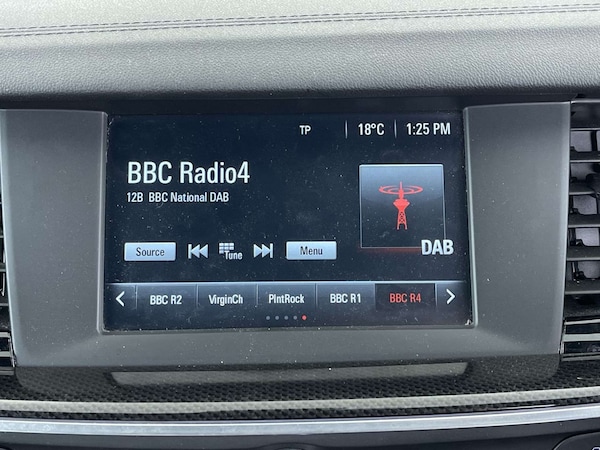 TP 18°C 1:25 PM
BBC Radio4
12B BBC National DAB
DAB
Source Tune Menu
BBC R2 VirginCh PlntRock BBC R1 BBC R4